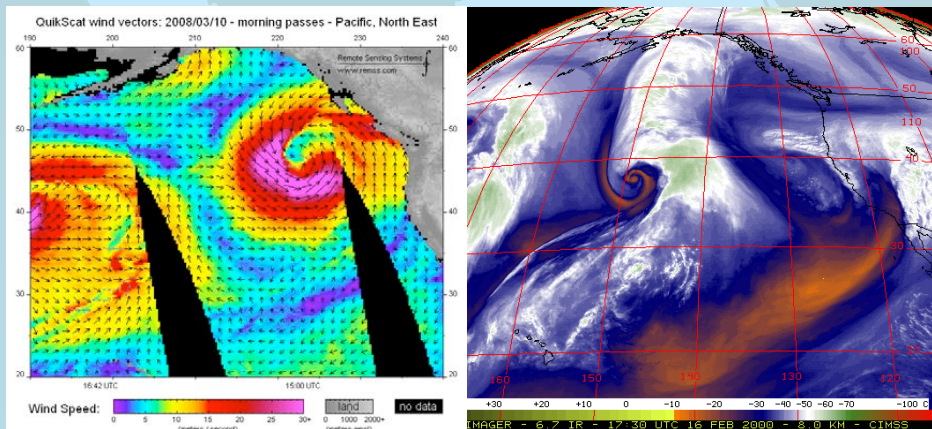 QuikScat wind vectors: 2008/03/10 - morning passes - Pacific, North East
190 200 210 220 230 240
60 60
Remote Sensing Systems
www.remss.com
50 50
40 40
30 30
20 20
16:42 UTC 15:00 UTC
Wind Speed: 0 5 10 15 20 25 30+ land 0 1000 2000+ no data
(meters / second)
60
100
50
110
40
30
20
160 150 140 130 120
+30 +20 +10 0 -10 -20 -30 -40 -50 -60 -70 -100 C
IMAGER - 6.7 IR - 17:30 UTC 16 FEB 2000 - 8.0 KM - CIMSS